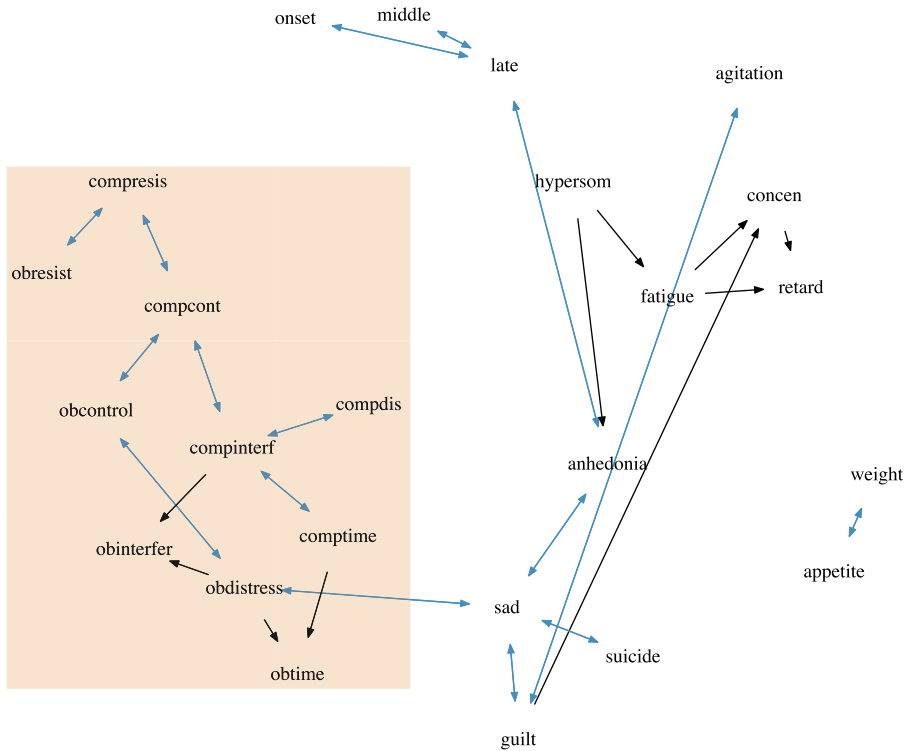 onset
middle
late
agitation
compresis
hypersom
concen
obresist
fatigue
retard
compcont
obcontrol
compdis
compinterf
anhedonia
weight
comptime
obinterfer
appetite
obdistress
sad
suicide
obtime
guilt